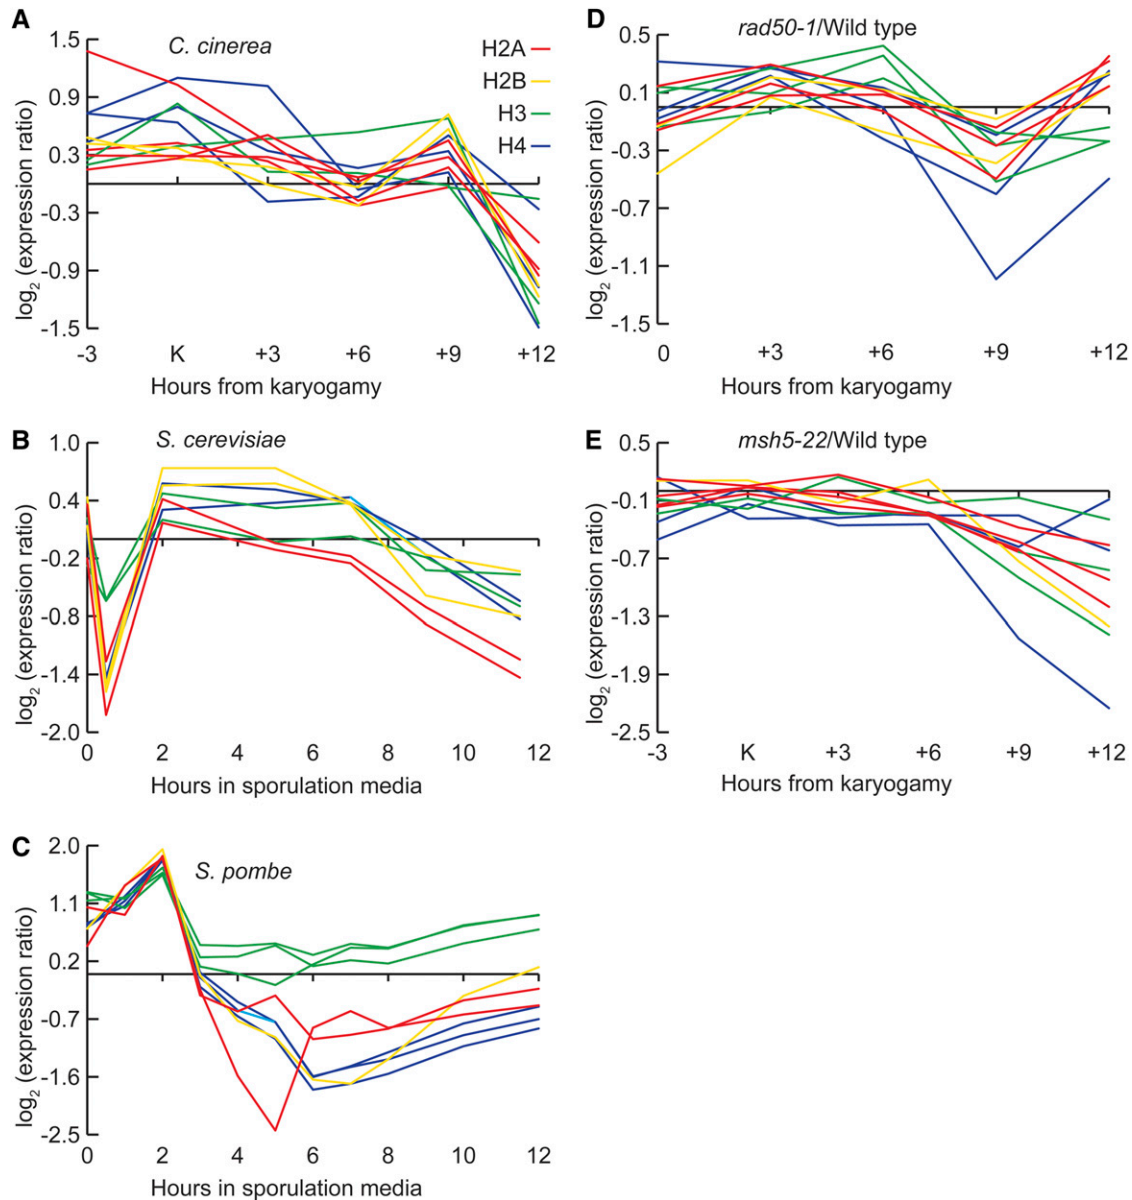 A
C. cinerea
H2A
H2B
H3
H4
1.5
0.9
0.3
-0.3
-0.9
-1.5
log2 (expression ratio)
-3 K +3 +6 +9 +12
Hours from karyogamy
B
S. cerevisiae
1.0
0.4
-0.2
-0.8
-1.4
-2.0
log2 (expression ratio)
0 2 4 6 8 10 12
Hours in sporulation media
C
S. pombe
2.0
1.1
0.2
-0.7
-1.6
-2.5
log2 (expression ratio)
0 2 4 6 8 10 12
Hours in sporulation media
D
rad50-1/Wild type
0.5
0.1
-0.3
-0.7
-1.1
-1.5
log2 (expression ratio)
0 +3 +6 +9 +12
Hours from karyogamy
E
msh5-22/Wild type
0.5
-0.1
-0.7
-1.3
-1.9
-2.5
log2 (expression ratio)
-3 K +3 +6 +9 +12
Hours from karyogamy